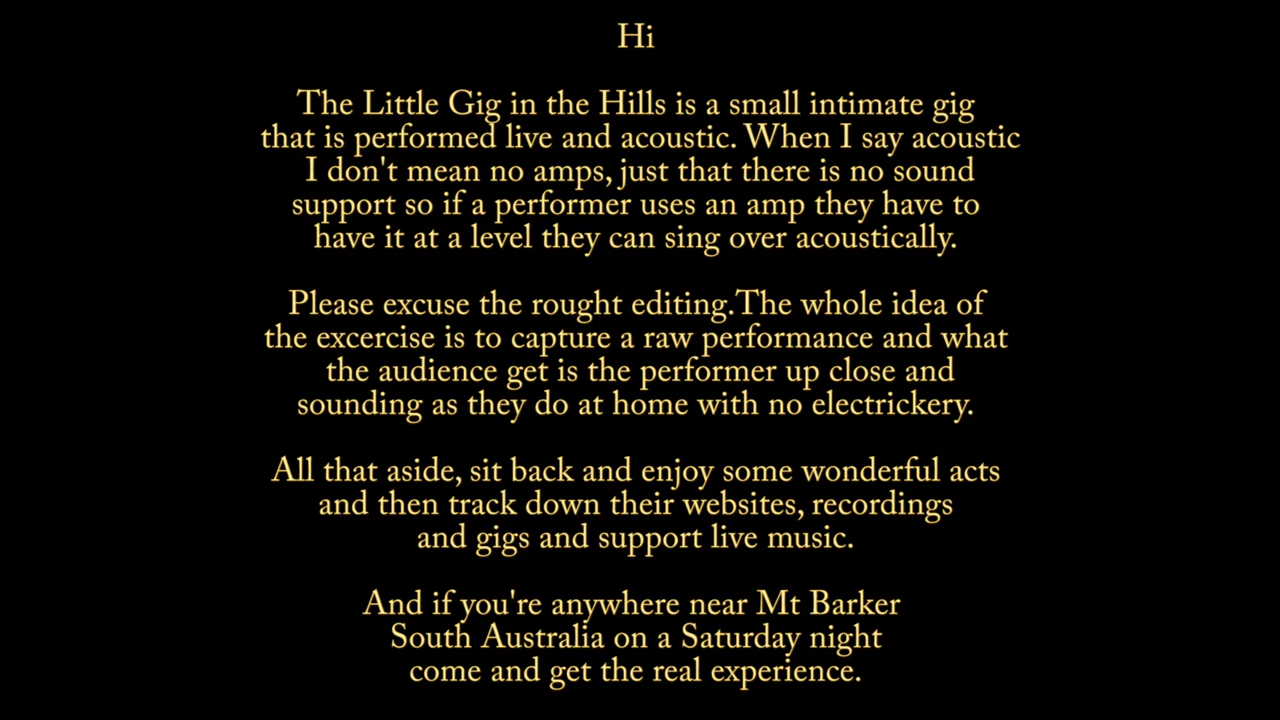 Hi
The Little Gig in the Hills is a small intimate gig
that is performed live and acoustic. When I say acoustic
I don't mean no amps, just that there is no sound
support so if a performer uses an amp they have to
have it at a level they can sing over acoustically.
Please excuse the rought editing.The whole idea of
the excercise is to capture a raw performance and what
the audience get is the performer up close and
sounding as they do at home with no electrickery.
All that aside, sit back and enjoy some wonderful acts
and then track down their websites, recordings
and gigs and support live music.
And if you're anywhere near Mt Barker
South Australia on a Saturday night
come and get the real experience.